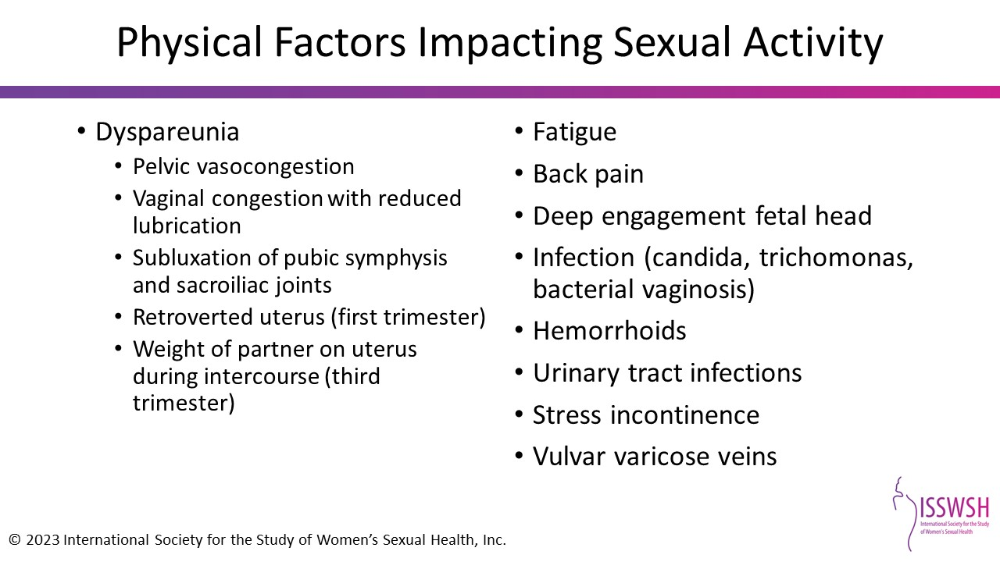 Physical Factors Impacting Sexual Activity
• Dyspareunia
• Pelvic vasocongestion
• Vaginal congestion with reduced
lubrication
• Subluxation of pubic symphysis
and sacroiliac joints
• Retroverted uterus (first trimester)
• Weight of partner on uterus
during intercourse (third
trimester)
• Fatigue
• Back pain
• Deep engagement fetal head
• Infection (candida, trichomonas,
bacterial vaginosis)
• Hemorrhoids
• Urinary tract infections
• Stress incontinence
• Vulvar varicose veins
ISSWSH
International Society for the Study
of Women's Sexual Health
© 2023 International Society for the Study of Women’s Sexual Health, Inc.